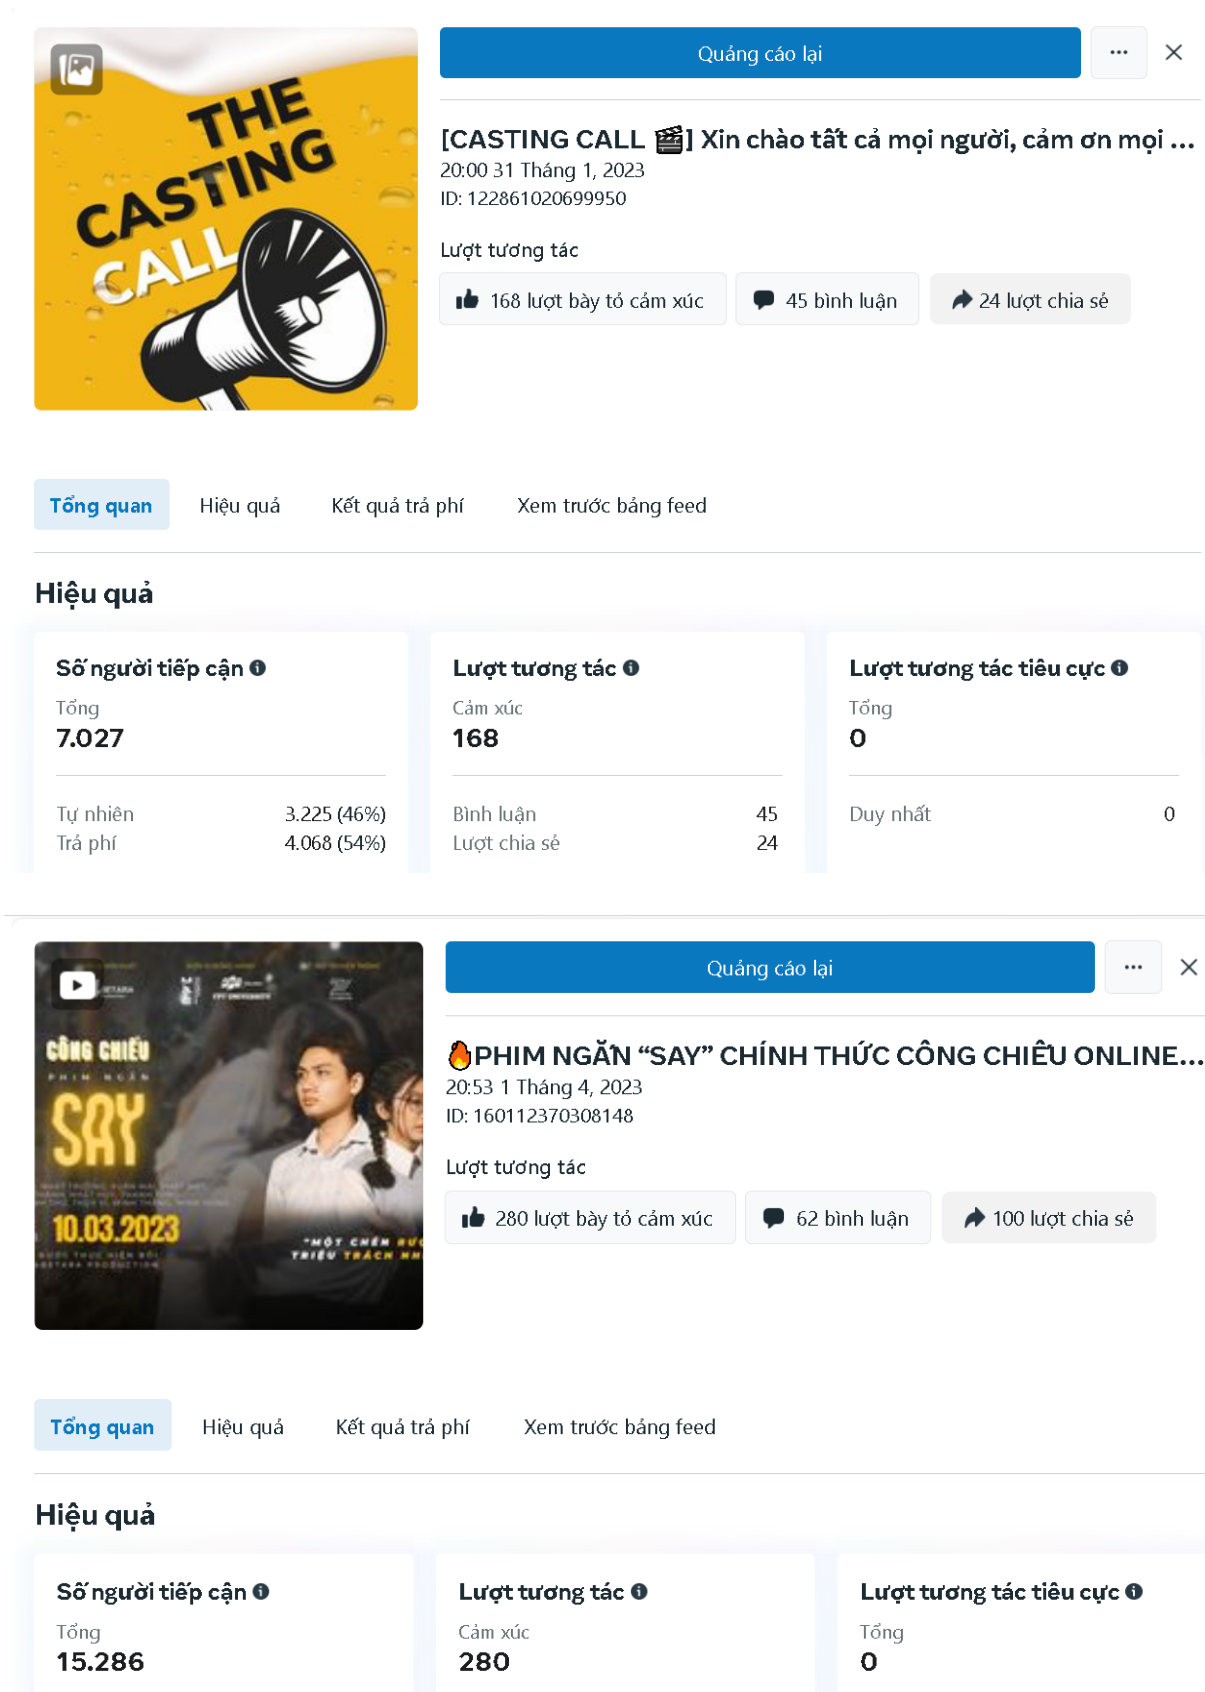 THE
CASTING
CALL
Quảng cáo lại
[CASTING CALL 🎬] Xin chào tất cả mọi người, cảm ơn mọi ...
20:00 31 Tháng 1, 2023
ID: 122861020699950
Lượt tương tác
168 lượt bày tỏ cảm xúc
45 bình luận
24 lượt chia sẻ
Tổng quan
Hiệu quả
Kết quả trả phí
Xem trước bảng feed
Hiệu quả
Số người tiếp cận
Tổng
7.027
Tự nhiên 3.225 (46%)
Trả phí 4.068 (54%)
Lượt tương tác
Cảm xúc
168
Bình luận 45
Lượt chia sẻ 24
Lượt tương tác tiêu cực
Tổng
0
Duy nhất 0
FPT UNIVERSITY
CÔNG CHIẾU
PHIM NGẮN
SAY
10.03.2023
"MỘT CHÉN
TRIỆU TRÁCH
Quảng cáo lại
🔥PHIM NGẮN “SAY” CHÍNH THỨC CÔNG CHIẾU ONLINE...
20:53 1 Tháng 4, 2023
ID: 160112370308148
Lượt tương tác
280 lượt bày tỏ cảm xúc
62 bình luận
100 lượt chia sẻ
Tổng quan
Hiệu quả
Kết quả trả phí
Xem trước bảng feed
Hiệu quả
Số người tiếp cận
Tổng
15.286
Lượt tương tác
Cảm xúc
280
Lượt tương tác tiêu cực
Tổng
0